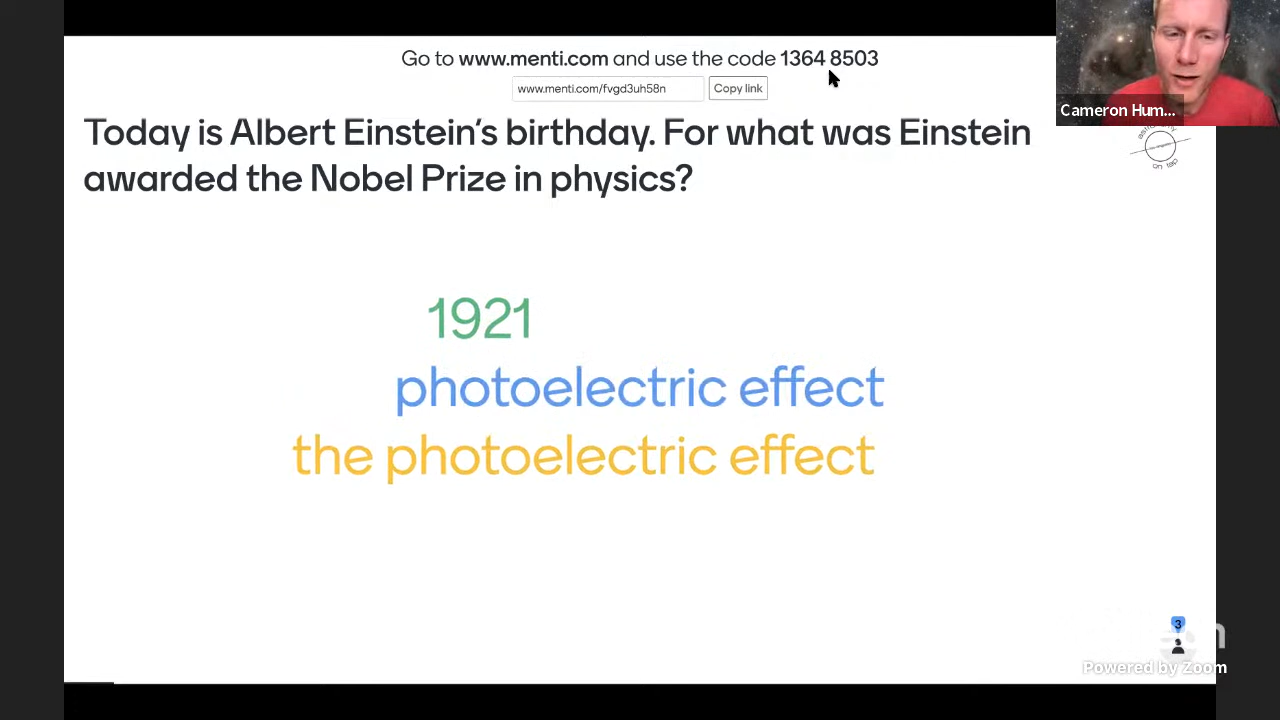 Go to www.menti.com and use the code 1364 8503
www.menti.com/fvgd3uh58n
Copy link
Cameron Hum...
Today is Albert Einstein's birthday. For what was Einstein
awarded the Nobel Prize in physics?
on tap
1921
photoelectric effect
the photoelectric effect
3
Powered by Zoom